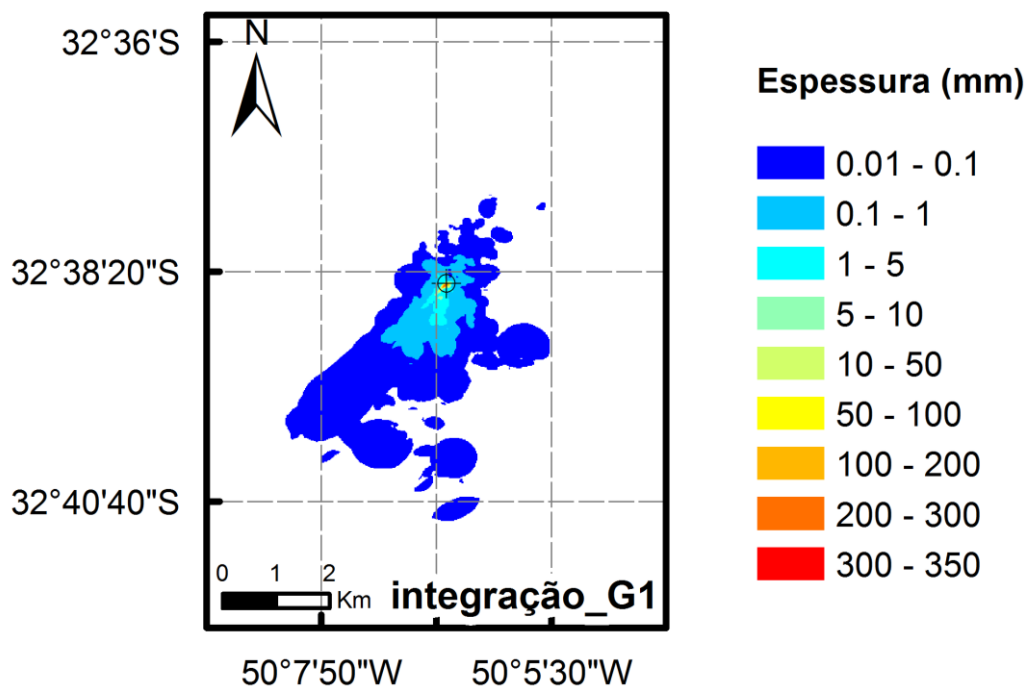 32°36'S
N
32°38'20"S
32°40'40"S
0 1 2
Km
integração_G1
50°7'50"W 50°5'30"W
Espessura (mm)
0.01 - 0.1
0.1 - 1
1 - 5
5 - 10
10 - 50
50 - 100
100 - 200
200 - 300
300 - 350